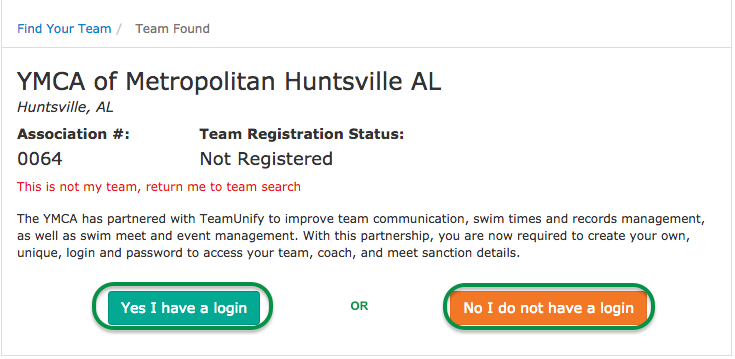 Find Your Team / Team Found
YMCA of Metropolitan Huntsville AL
Huntsville, AL
Association #: Team Registration Status:
0064 Not Registered
This is not my team, return me to team search
The YMCA has partnered with TeamUnify to improve team communication, swim times and records management,
as well as swim meet and event management. With this partnership, you are now required to create your own,
unique, login and password to access your team, coach, and meet sanction details.
Yes I have a login OR No I do not have a login